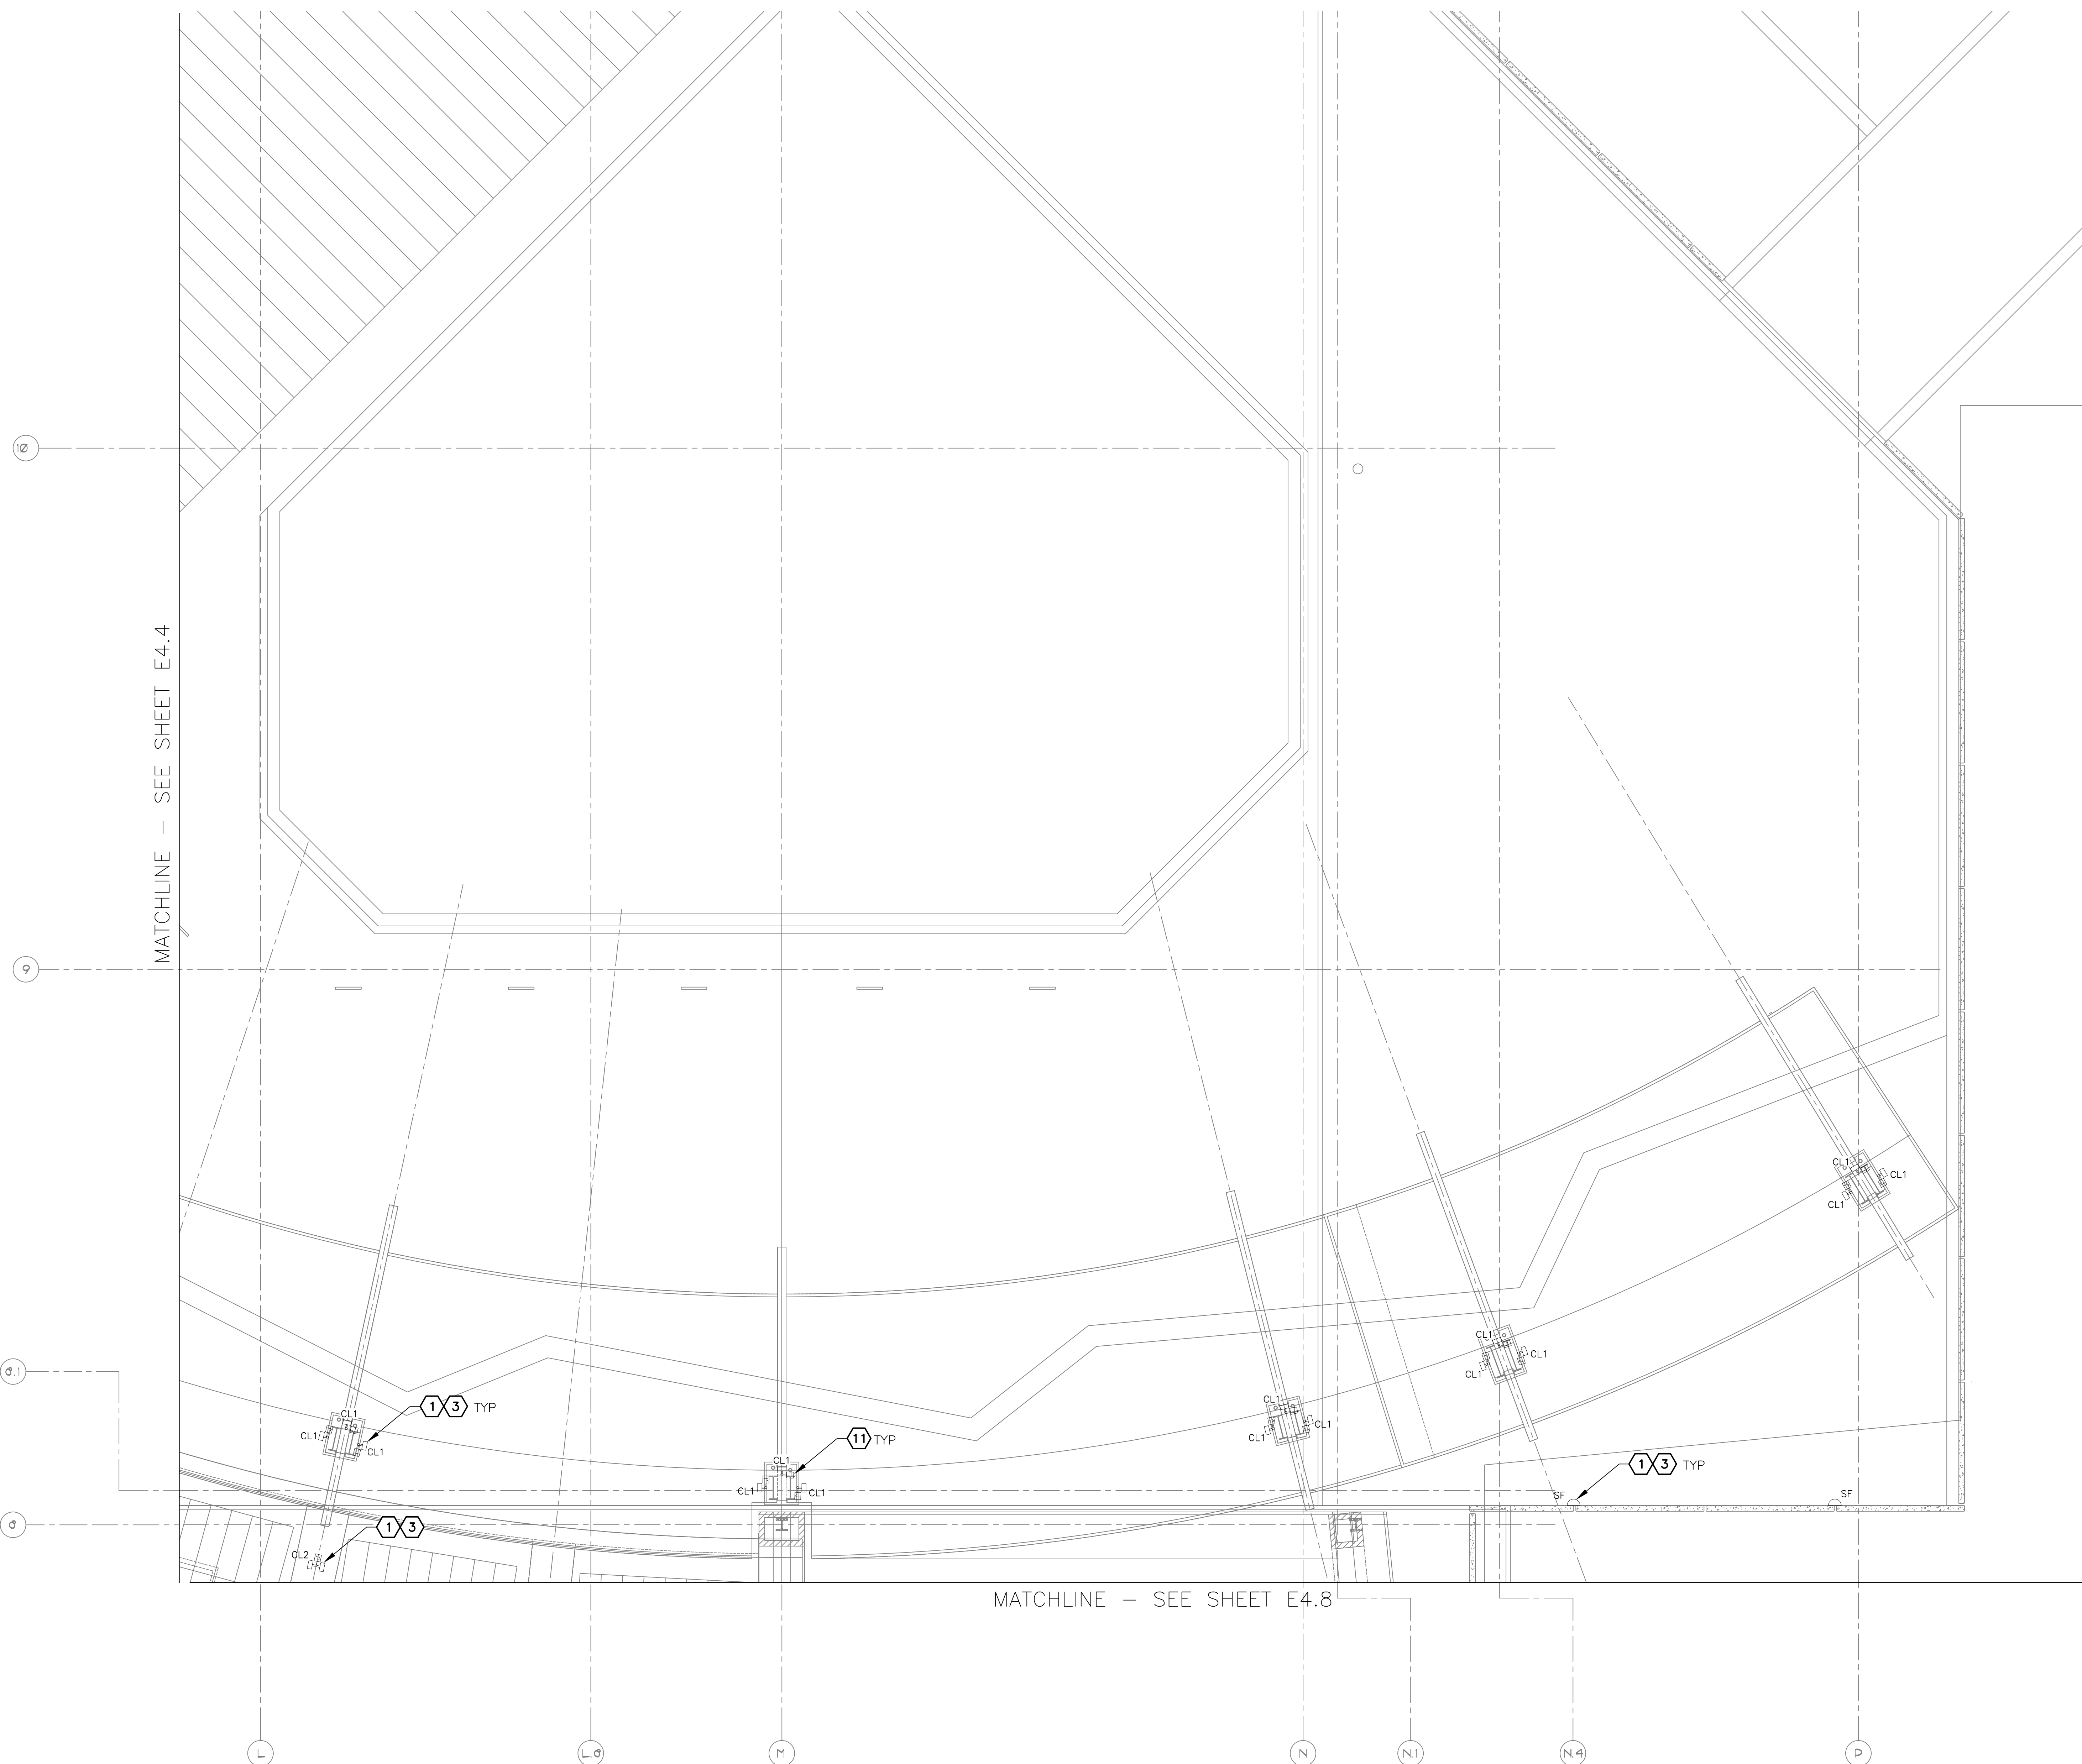 10
MATCHLINE - SEE SHEET E4.4
9
CL1
CL1
CL1
CL1
CL1
CL1
8.1
CL1
1 3 TYP
CL1
CL1
CL1
CL1
CL1
CL1
11 TYP
CL1
CL1
CL1
1 3 TYP
SF
SF
8
1 3
CL2
MATCHLINE - SEE SHEET E4.8
L
L.8
M
N
N.1
N.4
P